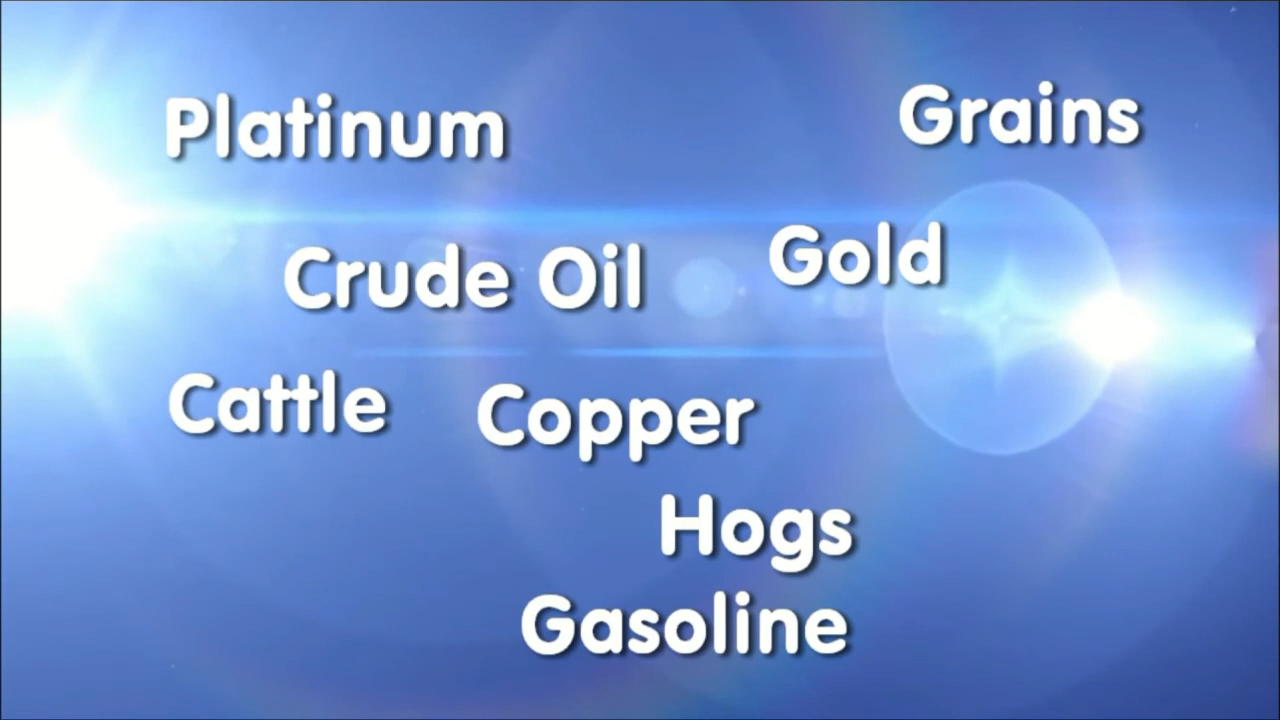 Platinum
Grains
Crude Oil
Gold
Cattle
Copper
Hogs
Gasoline